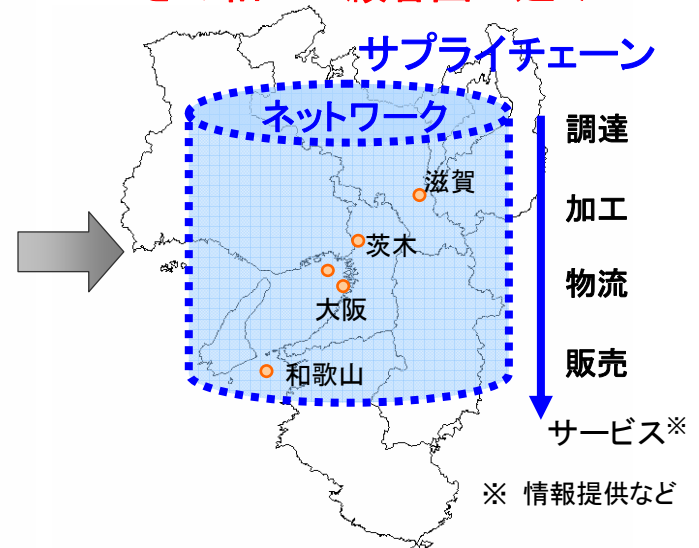 サプライチェーン
ネットワーク
調達
滋賀
加工
茨木
物流
大阪
販売
和歌山
サービス※
※ 情報提供など